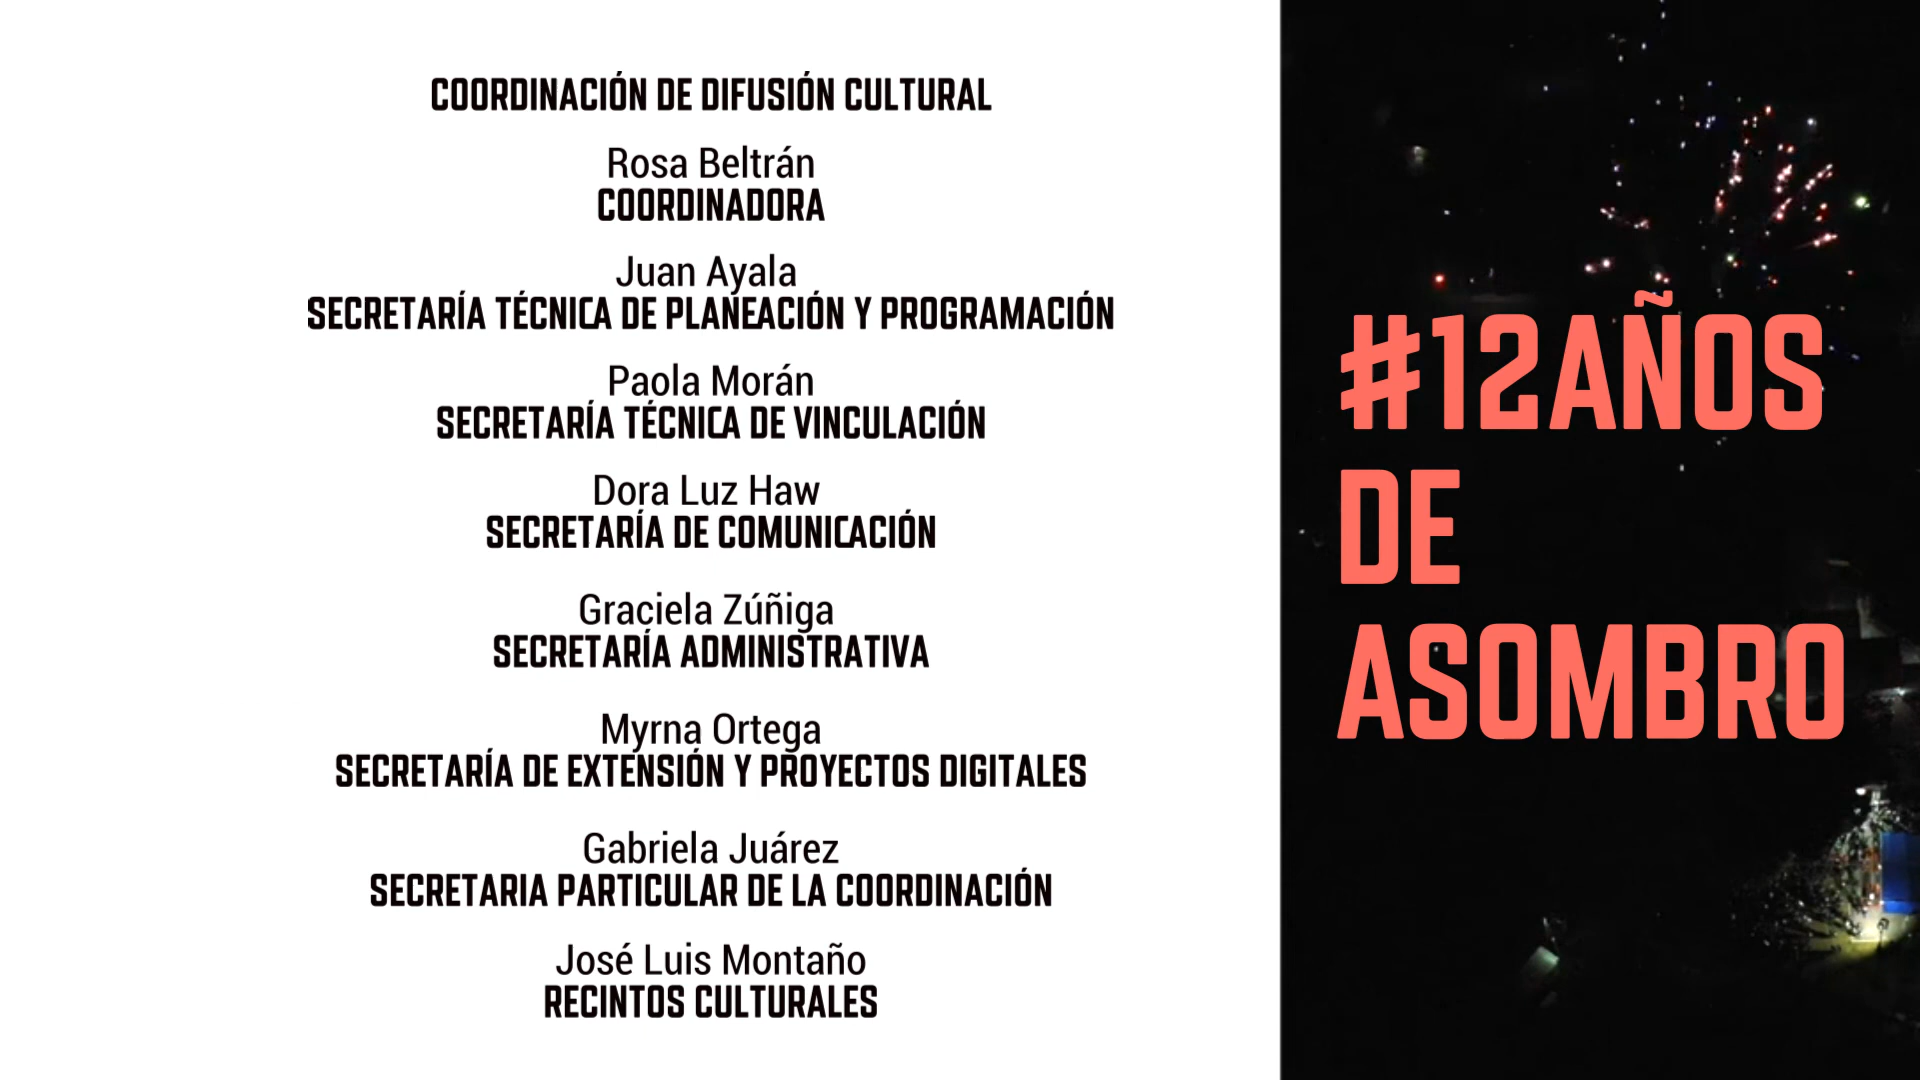 COORDINACIÓN DE DIFUSIÓN CULTURAL
Rosa Beltrán
COORDINADORA
Juan Ayala
SECRETARÍA TÉCNICA DE PLANEACIÓN Y PROGRAMACIÓN
Paola Morán
SECRETARÍA TÉCNICA DE VINCULACIÓN
Dora Luz Haw
SECRETARÍA DE COMUNICACIÓN
Graciela Zúñiga
SECRETARÍA ADMINISTRATIVA
Myrna Ortega
SECRETARÍA DE EXTENSIÓN Y PROYECTOS DIGITALES
Gabriela Juárez
SECRETARIA PARTICULAR DE LA COORDINACIÓN
José Luis Montaño
RECINTOS CULTURALES
#12AÑOS
DE
ASOMBRO